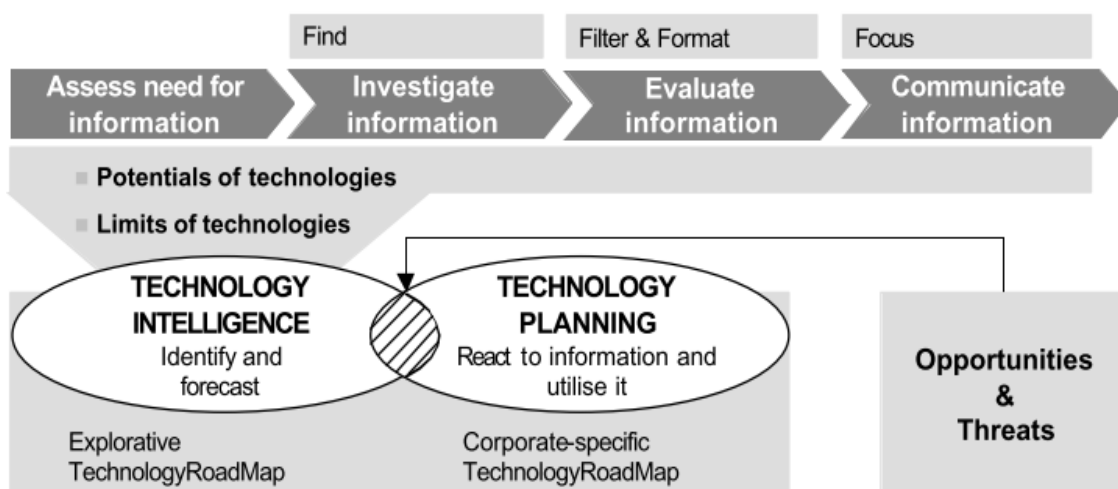 Find
Filter & Format
Focus
Assess need for
information
Investigate
information
Evaluate
information
Communicate
information
Potentials of technologies
Limits of technologies
TECHNOLOGY
INTELLIGENCE
Identify and
forecast
TECHNOLOGY
PLANNING
React to information and
utilise it
Opportunities
&
Threats
Explorative
TechnologyRoadMap
Corporate-specific
TechnologyRoadMap